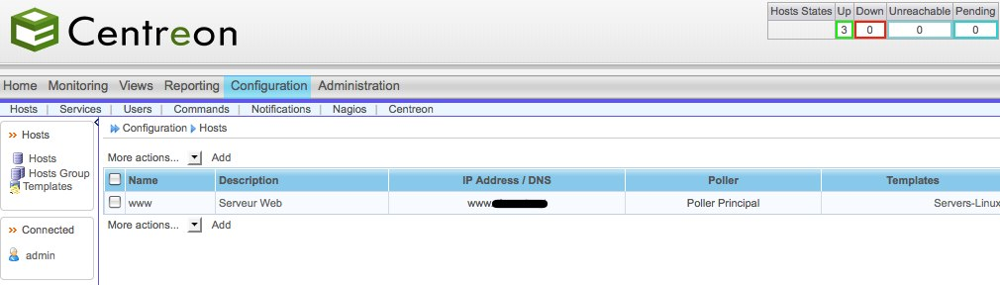 Centreon
Hosts States Up Down Unreachable Pending
3 0 0 0
Home Monitoring Views Reporting Configuration Administration
Hosts | Services | Users | Commands | Notifications | Nagios | Centreon
Hosts
Hosts
Hosts Group
Templates
Connected
admin
Configuration Hosts
More actions... Add
Name Description IP Address / DNS Poller Templates
www Serveur Web www. Poller Principal Servers-Linux
More actions... Add